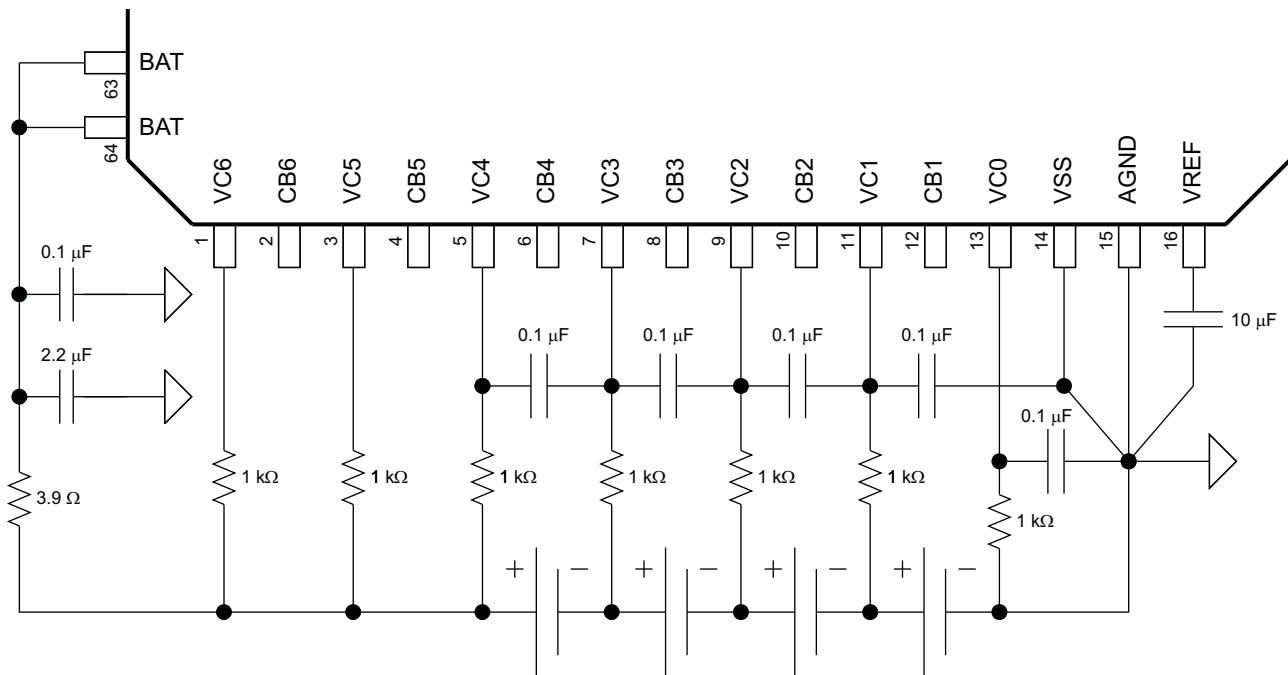 BAT
63
BAT
64
VC6
CB6
VC5
CB5
VC4
CB4
VC3
CB3
VC2
CB2
VC1
CB1
VC0
VSS
AGND
VREF
1
2
3
4
5
6
7
8
9
10
11
12
13
14
15
16
0.1 μF
2.2 μF
0.1 μF
0.1 μF
0.1 μF
0.1 μF
10 μF
0.1 μF
3.9 Ω
1 kΩ
1 kΩ
1 kΩ
1 kΩ
1 kΩ
1 kΩ
1 kΩ
+ − + − + − + −